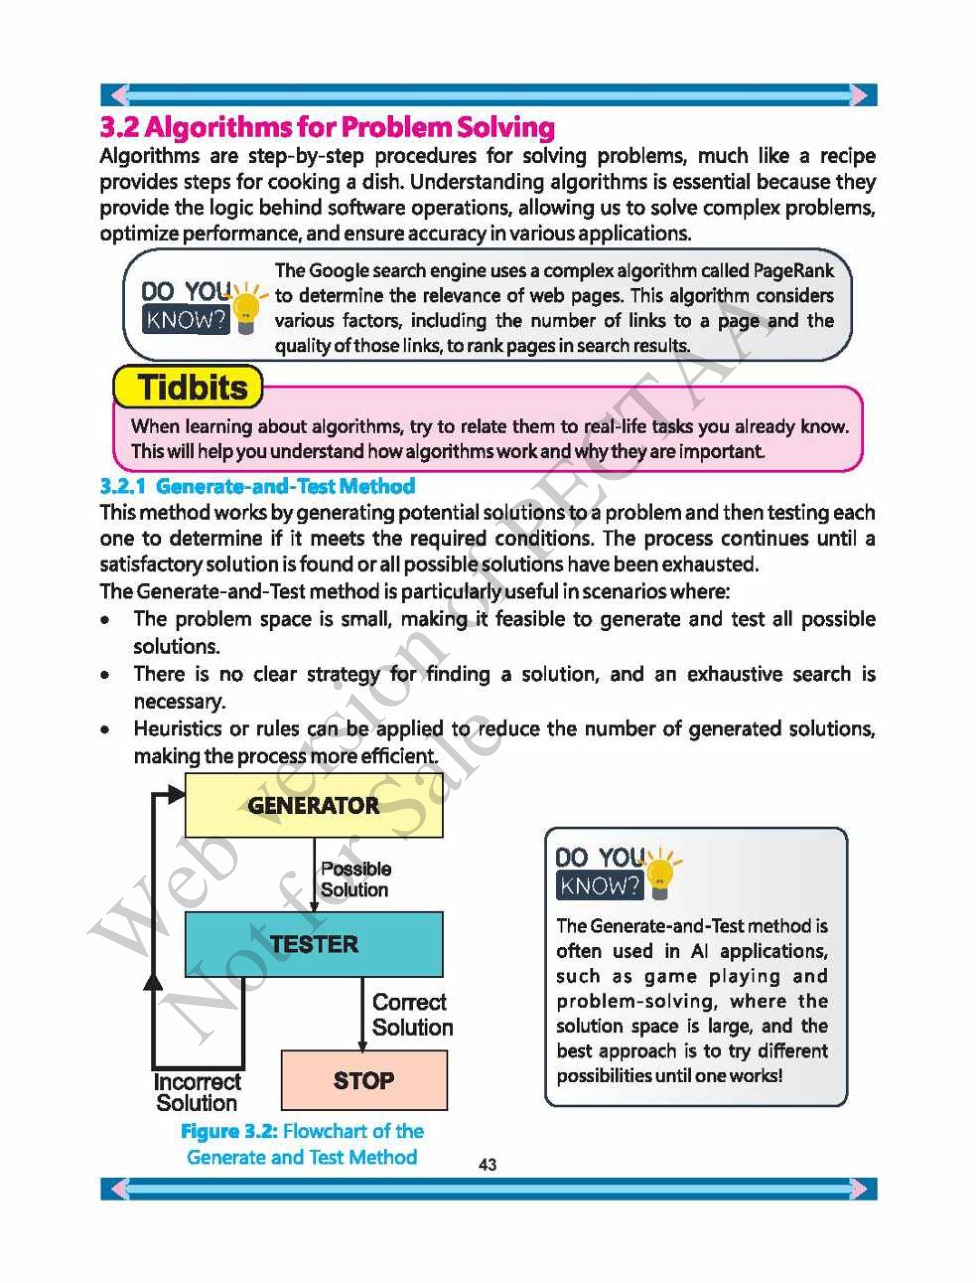 3.2 Algorithms for Problem Solving
Algorithms are step-by-step procedures for solving problems, much like a recipe
provides steps for cooking a dish. Understanding algorithms is essential because they
provide the logic behind software operations, allowing us to solve complex problems,
optimize performance, and ensure accuracy in various applications.
DO YOU
KNOW?
The Google search engine uses a complex algorithm called PageRank
to determine the relevance of web pages. This algorithm considers
various factors, including the number of links to a page and the
quality of those links, to rank pages in search results.
Tidbits
When learning about algorithms, try to relate them to real-life tasks you already know.
This will help you understand how algorithms work and why they are important.
3.2.1 Generate-and-Test Method
This method works by generating potential solutions to a problem and then testing each
one to determine if it meets the required conditions. The process continues until a
satisfactory solution is found or all possible solutions have been exhausted.
The Generate-and-Test method is particularly useful in scenarios where:
• The problem space is small, making it feasible to generate and test all possible
solutions.
• There is no clear strategy for finding a solution, and an exhaustive search is
necessary.
• Heuristics or rules can be applied to reduce the number of generated solutions,
making the process more efficient.
GENERATOR
Possible
Solution
TESTER
Correct
Solution
STOP
Incorrect
Solution
Figure 3.2: Flowchart of the
Generate and Test Method
DO YOU
KNOW?
The Generate-and-Test method is
often used in AI applications,
such as game playing and
problem-solving, where the
solution space is large, and the
best approach is to try different
possibilities until one works!
43
Web version of PECTAA
Not for Sale